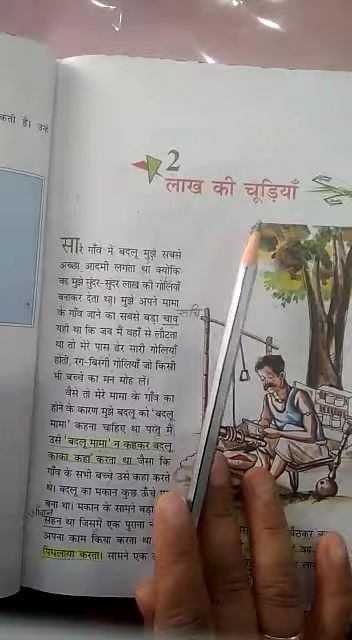 कती है। उन्हें
2
लाख की चूड़ियाँ
सारे गाँव में बदलू मुझे सबसे
अच्छा आदमी लगता था क्योंकि
वह मुझे सुंदर-सुंदर लाख की गोलियाँ
बनाकर देता था। मुझे अपने मामा
के गाँव जाने का सबसे बड़ा चाव
रुचि
यही था कि जब मैं वहाँ से लौटता
था तो मेरे पास ढेर सारी गोलियाँ
होतीं, रंग-बिरंगी गोलियाँ जो किसी
भी बच्चे का मन मोह लें।
वैसे तो मेरे मामा के गाँव का
होने के कारण मुझे बदलू को 'बदलू
मामा' कहना चाहिए था परंतु मैं
उसे 'बदलू मामा' न कहकर बदलू
काका कहा करता था जैसा कि
गाँव के सभी बच्चे उसे कहा करते
थे। बदलू का मकान कुछ ऊँचे
बना था। मकान के सामने बड़ा
सहन था जिसमें एक पुराना
अपना काम किया करता था
पिघलाया करता। सामने एक